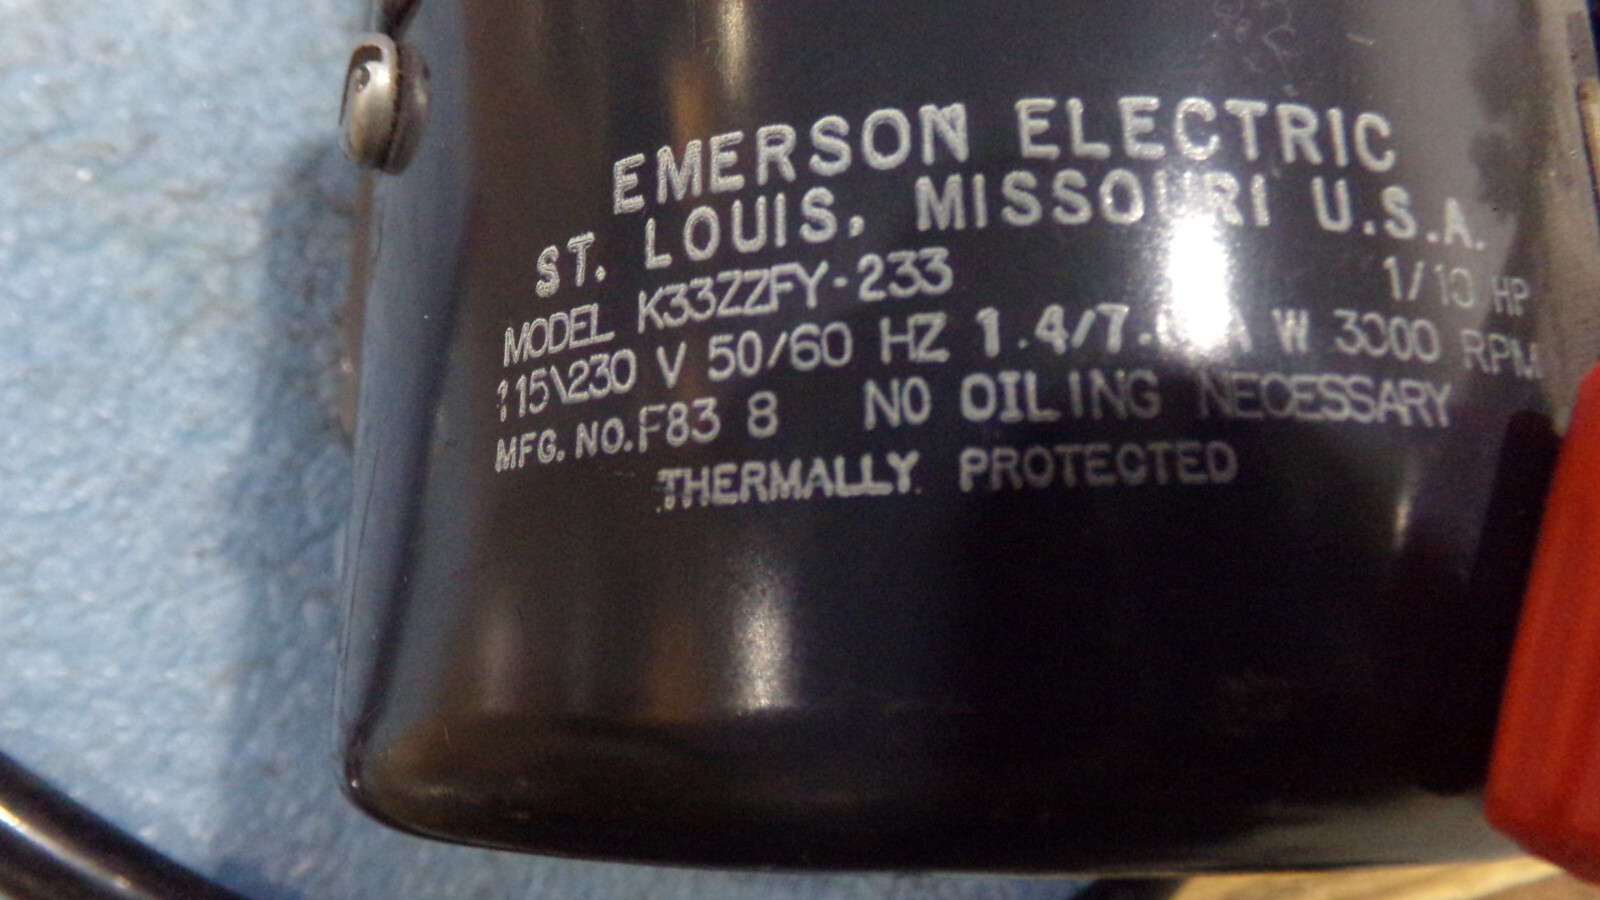 EMERSON ELECTRIC
ST. LOUIS, MISSOURI U.S.A.
MODEL K33ZZFY-233 1/10 HP
115\230 V 50/60 HZ W 3000 RPM
MFG. NO. F83 8 NO OILING NECESSARY
THERMALLY PROTECTED